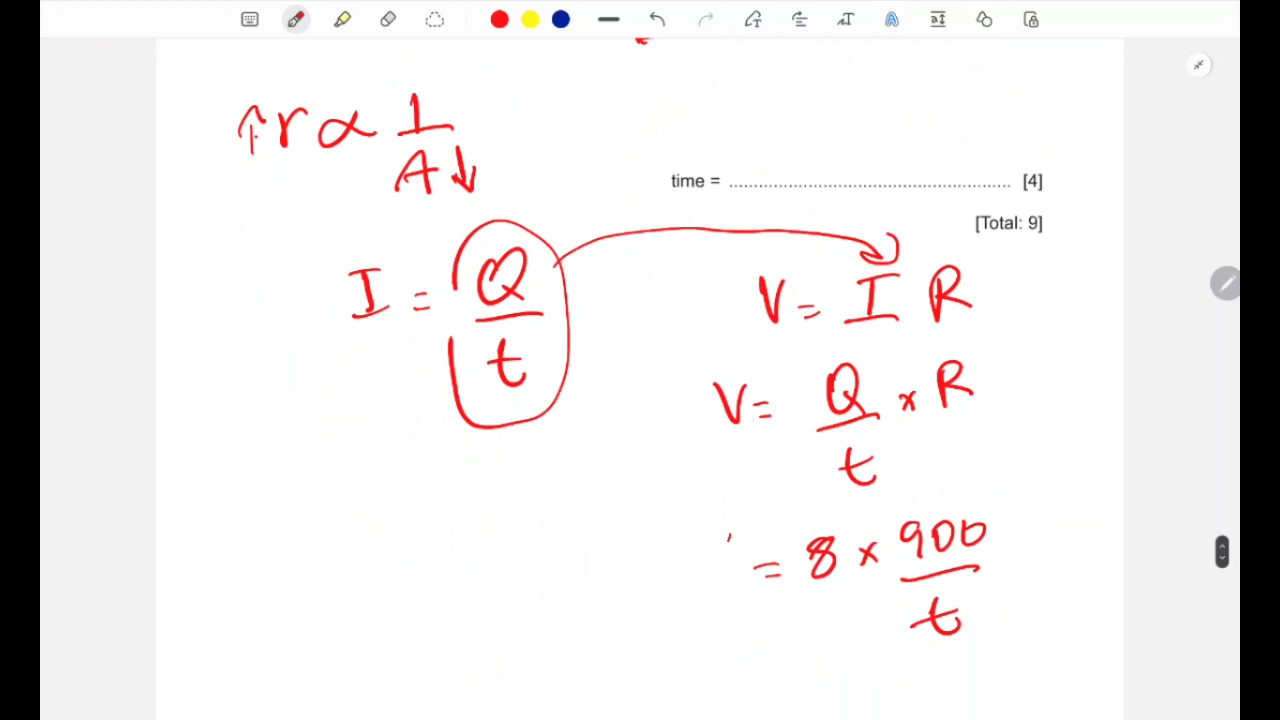 ↑ r ∝ 1/A ↓
time = .......................................................... [4]
[Total: 9]
I = Q/t
V = I R
V = Q/t × R
= 8 × 900/t